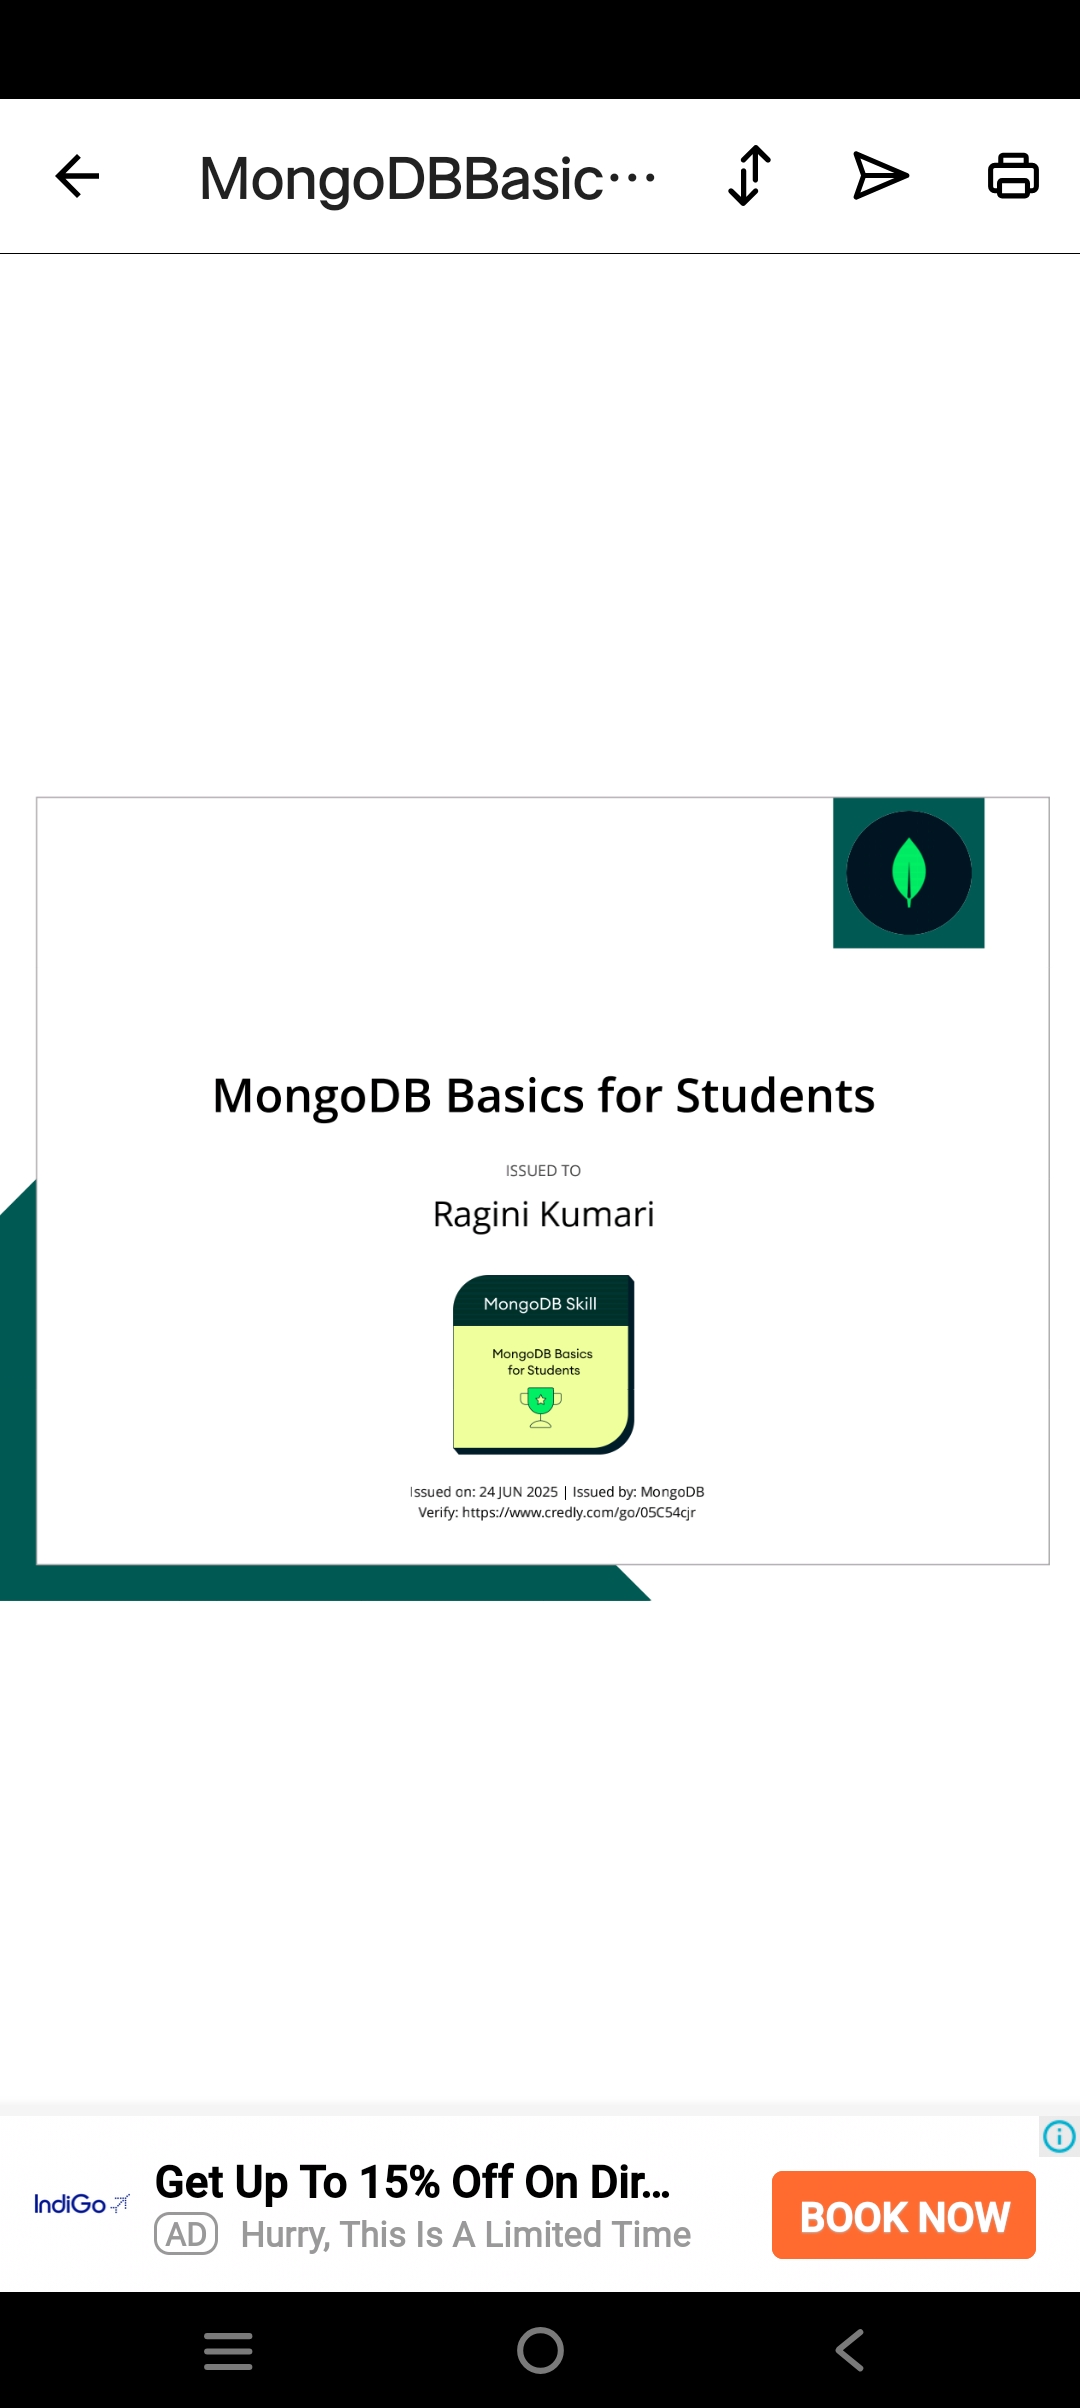 MongoDBBasic...
MongoDB Basics for Students
ISSUED TO
Ragini Kumari
MongoDB Skill
MongoDB Basics
for Students
Issued on: 24 JUN 2025 | Issued by: MongoDB
Verify: https://www.credly.com/go/05C54cjr
IndiGo
Get Up To 15% Off On Dir...
AD Hurry, This Is A Limited Time
BOOK NOW